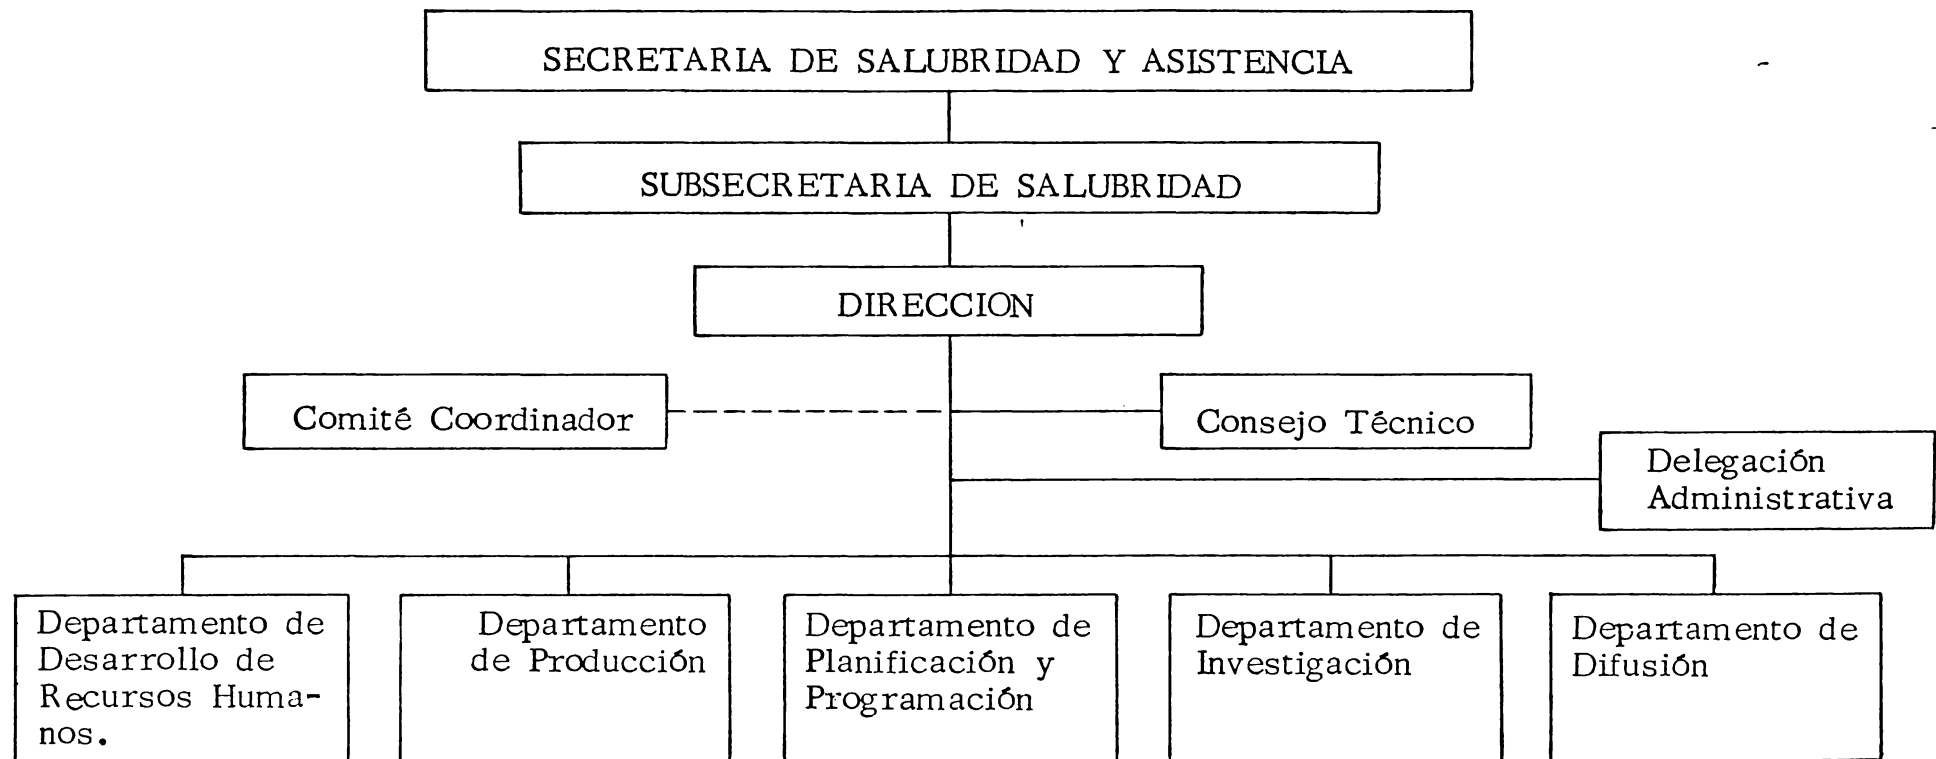 SECRETARIA DE SALUBRIDAD Y ASISTENCIA
SUBSECRETARIA DE SALUBRIDAD
DIRECCION
Comité Coordinador
Consejo Técnico
Delegación
Administrativa
Departamento de
Desarrollo de
Recursos Huma-
nos.
Departamento
de Producción
Departamento de
Planificación y
Programación
Departamento de
Investigación
Departamento de
Difusión